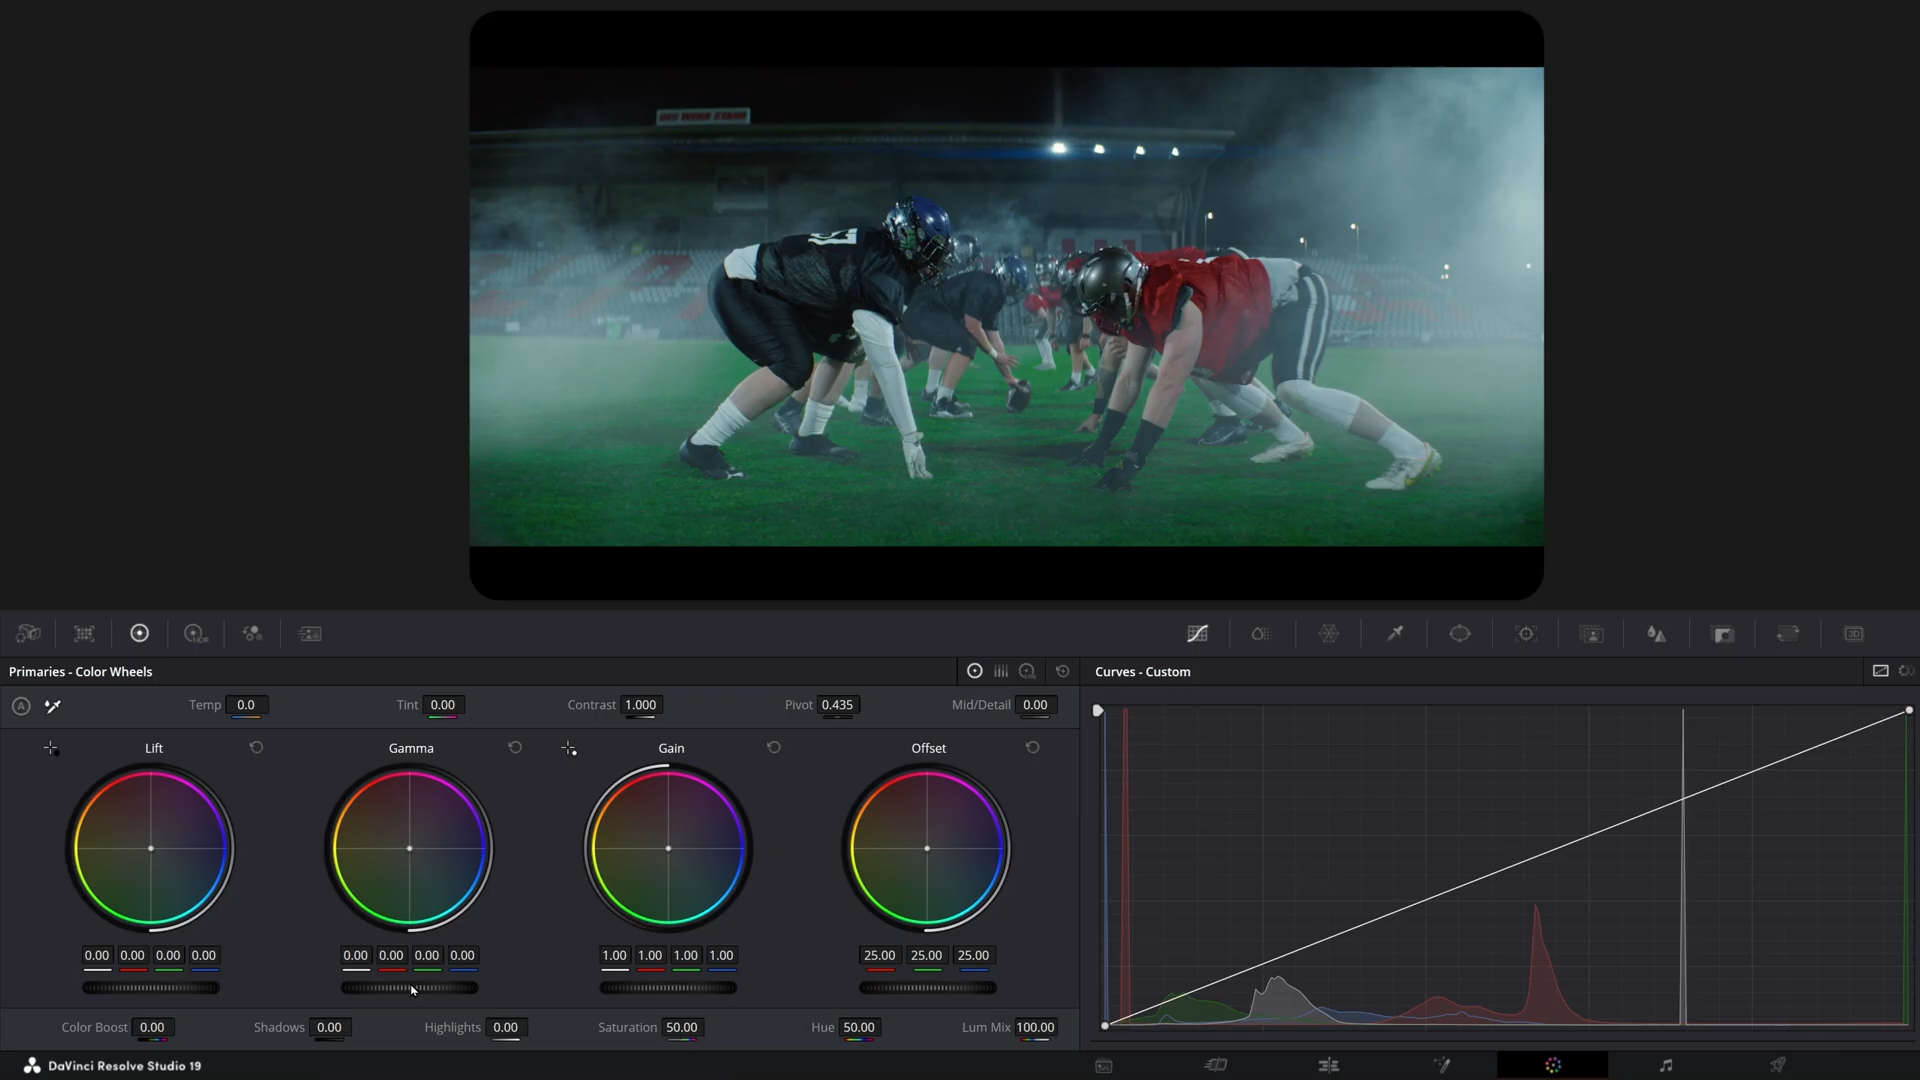 Primaries - Color Wheels
Curves - Custom
A
Temp 0.0
Tint 0.00
Contrast 1.000
Pivot 0.435
Mid/Detail 0.00
Lift
Gamma
Gain
Offset
0.00 0.00 0.00 0.00
0.00 0.00 0.00 0.00
1.00 1.00 1.00 1.00
25.00 25.00 25.00
Color Boost 0.00
Shadows 0.00
Highlights 0.00
Saturation 50.00
Hue 50.00
Lum Mix 100.00
DaVinci Resolve Studio 19
HDR
3D